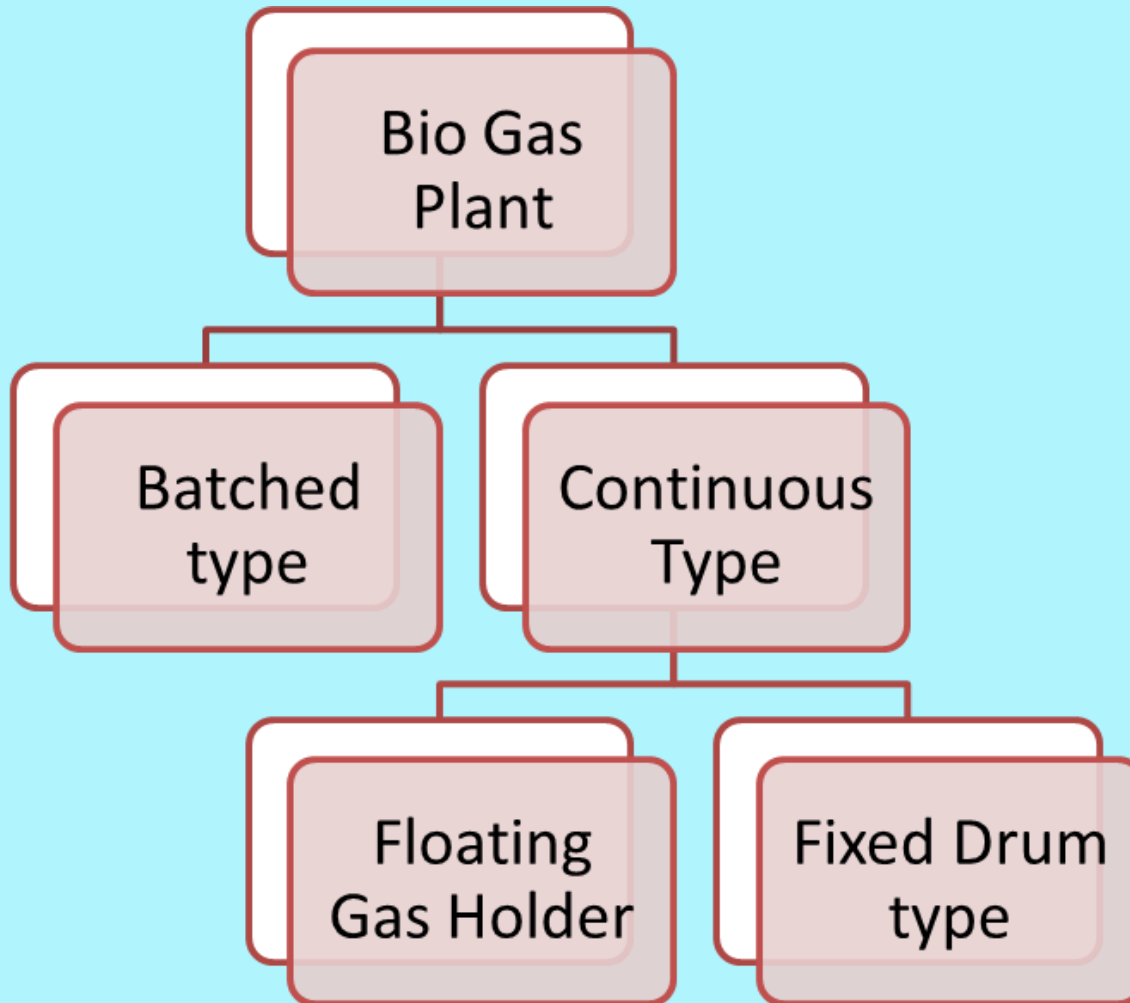 Bio Gas
Plant
Batched
type
Continuous
Type
Floating
Gas Holder
Fixed Drum
type